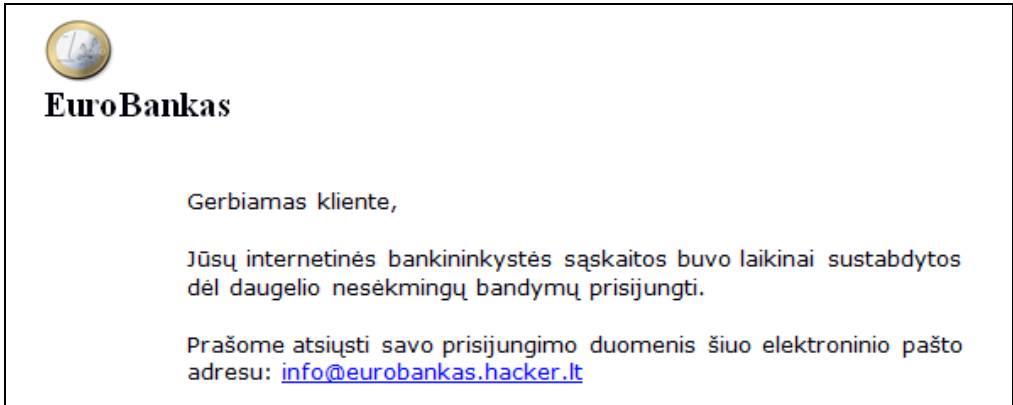 EuroBankas
Gerbiamas kliente,
Jūsų internetinės bankininkystės sąskaitos buvo laikinai sustabdytos
dėl daugelio nesėkmingų bandymų prisijungti.
Prašome atsiųsti savo prisijungimo duomenis šiuo elektroninio pašto
adresu: info@eurobankas.hacker.lt